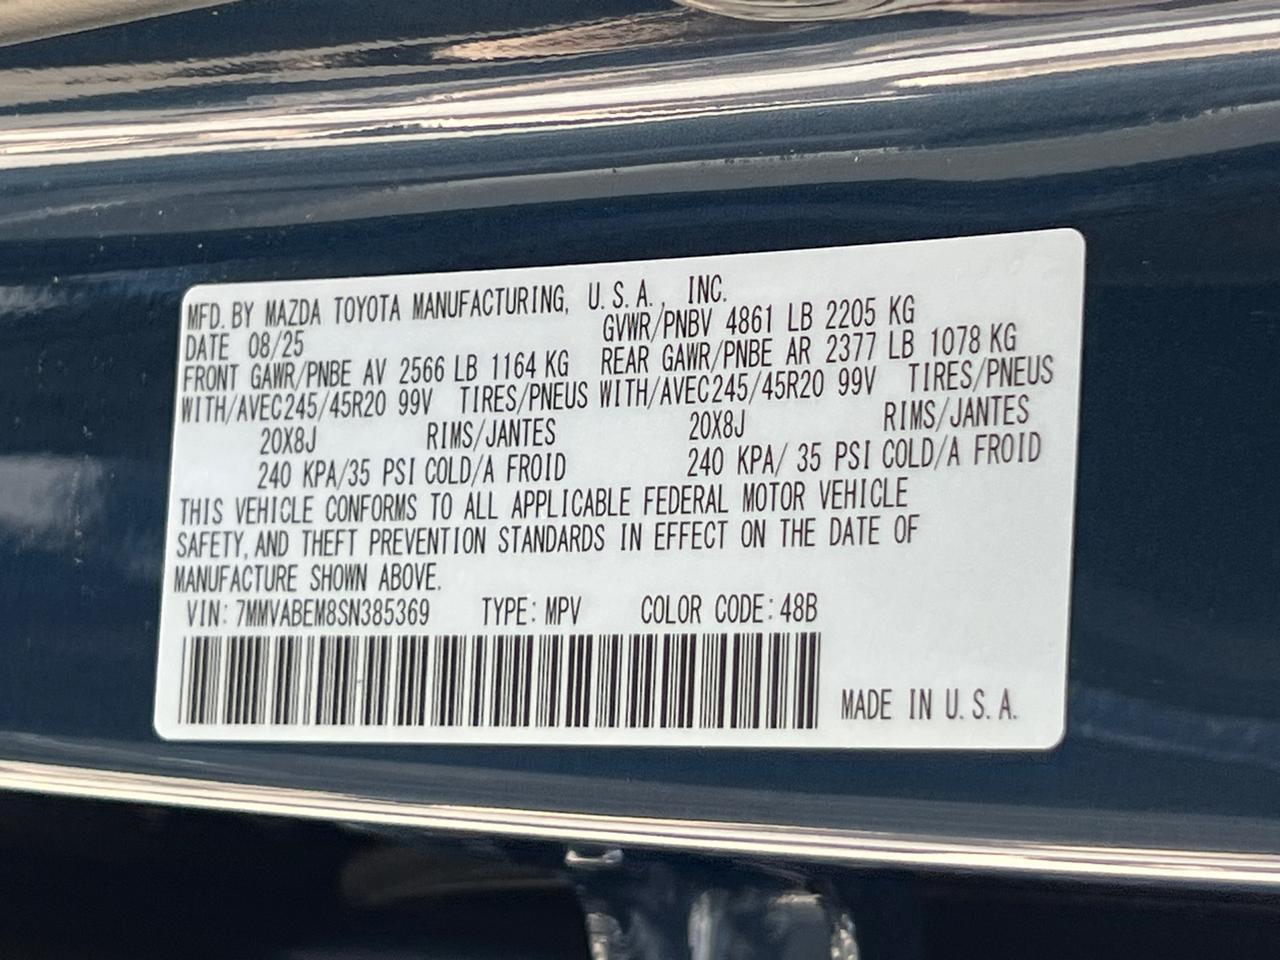 MFD. BY MAZDA TOYOTA MANUFACTURING, U.S.A., INC.
DATE 08/25 GVWR/PNBV 4861 LB 2205 KG
FRONT GAWR/PNBE AV 2566 LB 1164 KG REAR GAWR/PNBE AR 2377 LB 1078 KG
WITH/AVEC245/45R20 99V TIRES/PNEUS WITH/AVEC245/45R20 99V TIRES/PNEUS
20X8J RIMS/JANTES 20X8J RIMS/JANTES
240 KPA/35 PSI COLD/A FROID 240 KPA/ 35 PSI COLD/A FROID
THIS VEHICLE CONFORMS TO ALL APPLICABLE FEDERAL MOTOR VEHICLE
SAFETY, AND THEFT PREVENTION STANDARDS IN EFFECT ON THE DATE OF
MANUFACTURE SHOWN ABOVE.
VIN: 7MMVABEM8SN385369 TYPE: MPV COLOR CODE: 48B
MADE IN U.S.A.